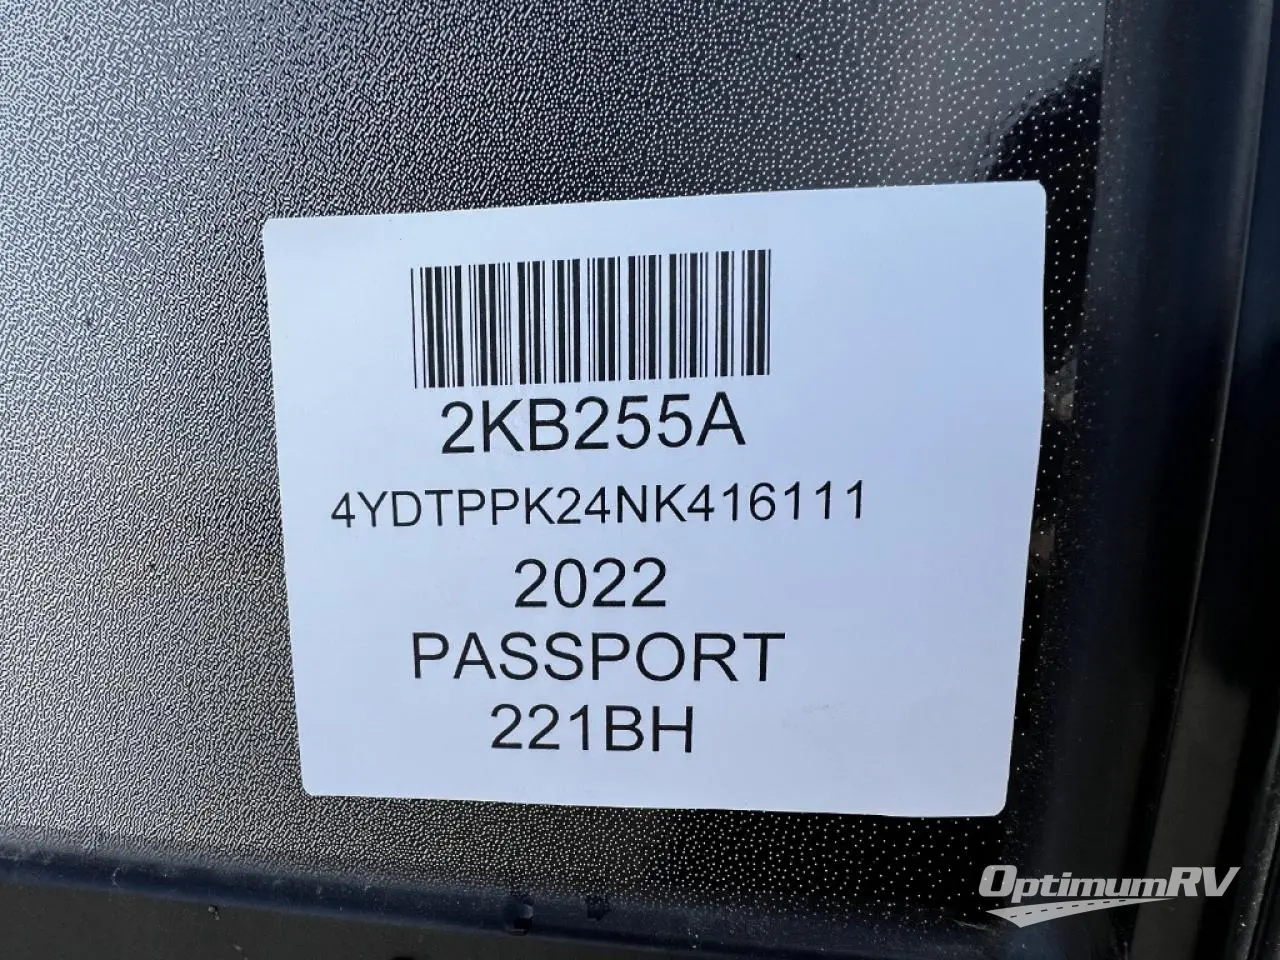 2KB255A
4YDTPPK24NK416111
2022
PASSPORT
221BH
OptimumRV